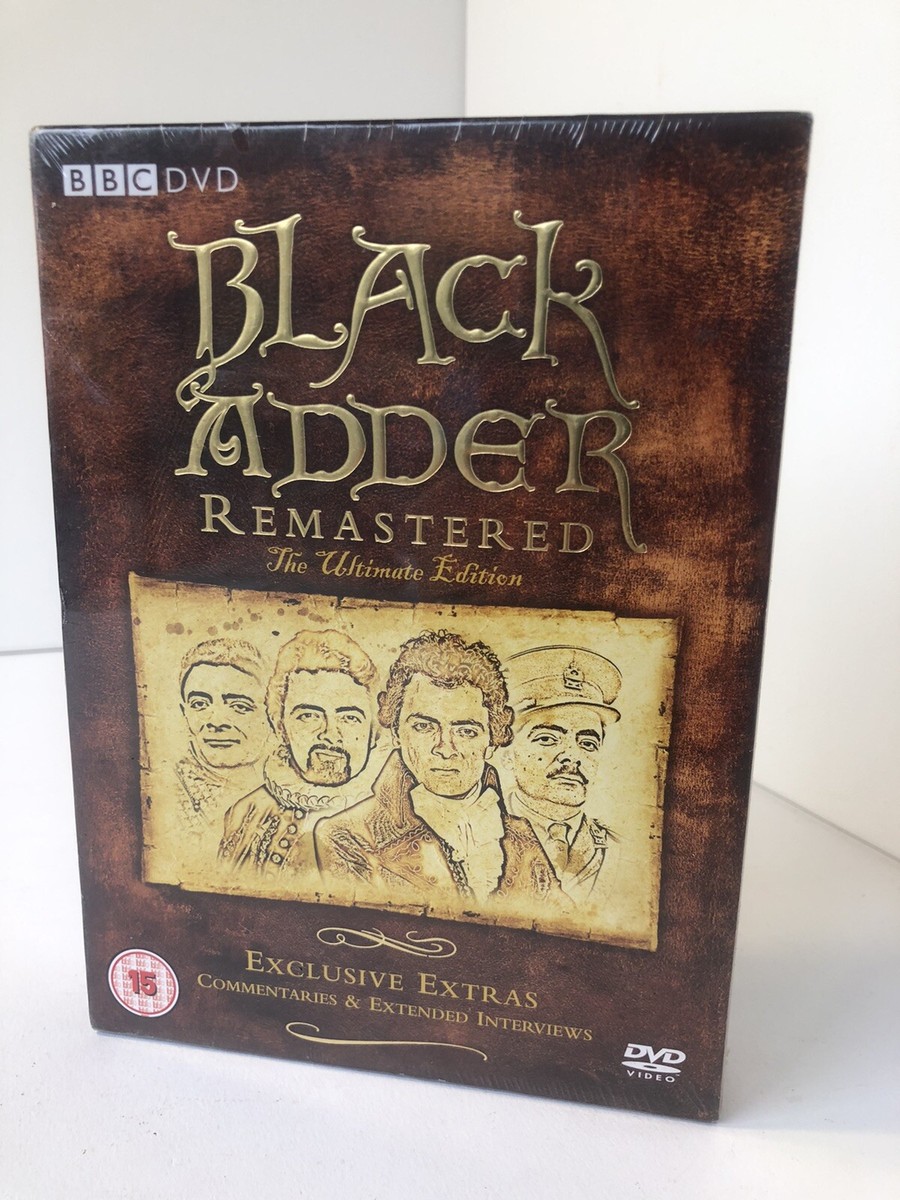 BBC DVD
BLACK
ADDER
REMASTERED
The Ultimate Edition
EXCLUSIVE EXTRAS
COMMENTARIES & EXTENDED INTERVIEWS
15
DVD
VIDEO